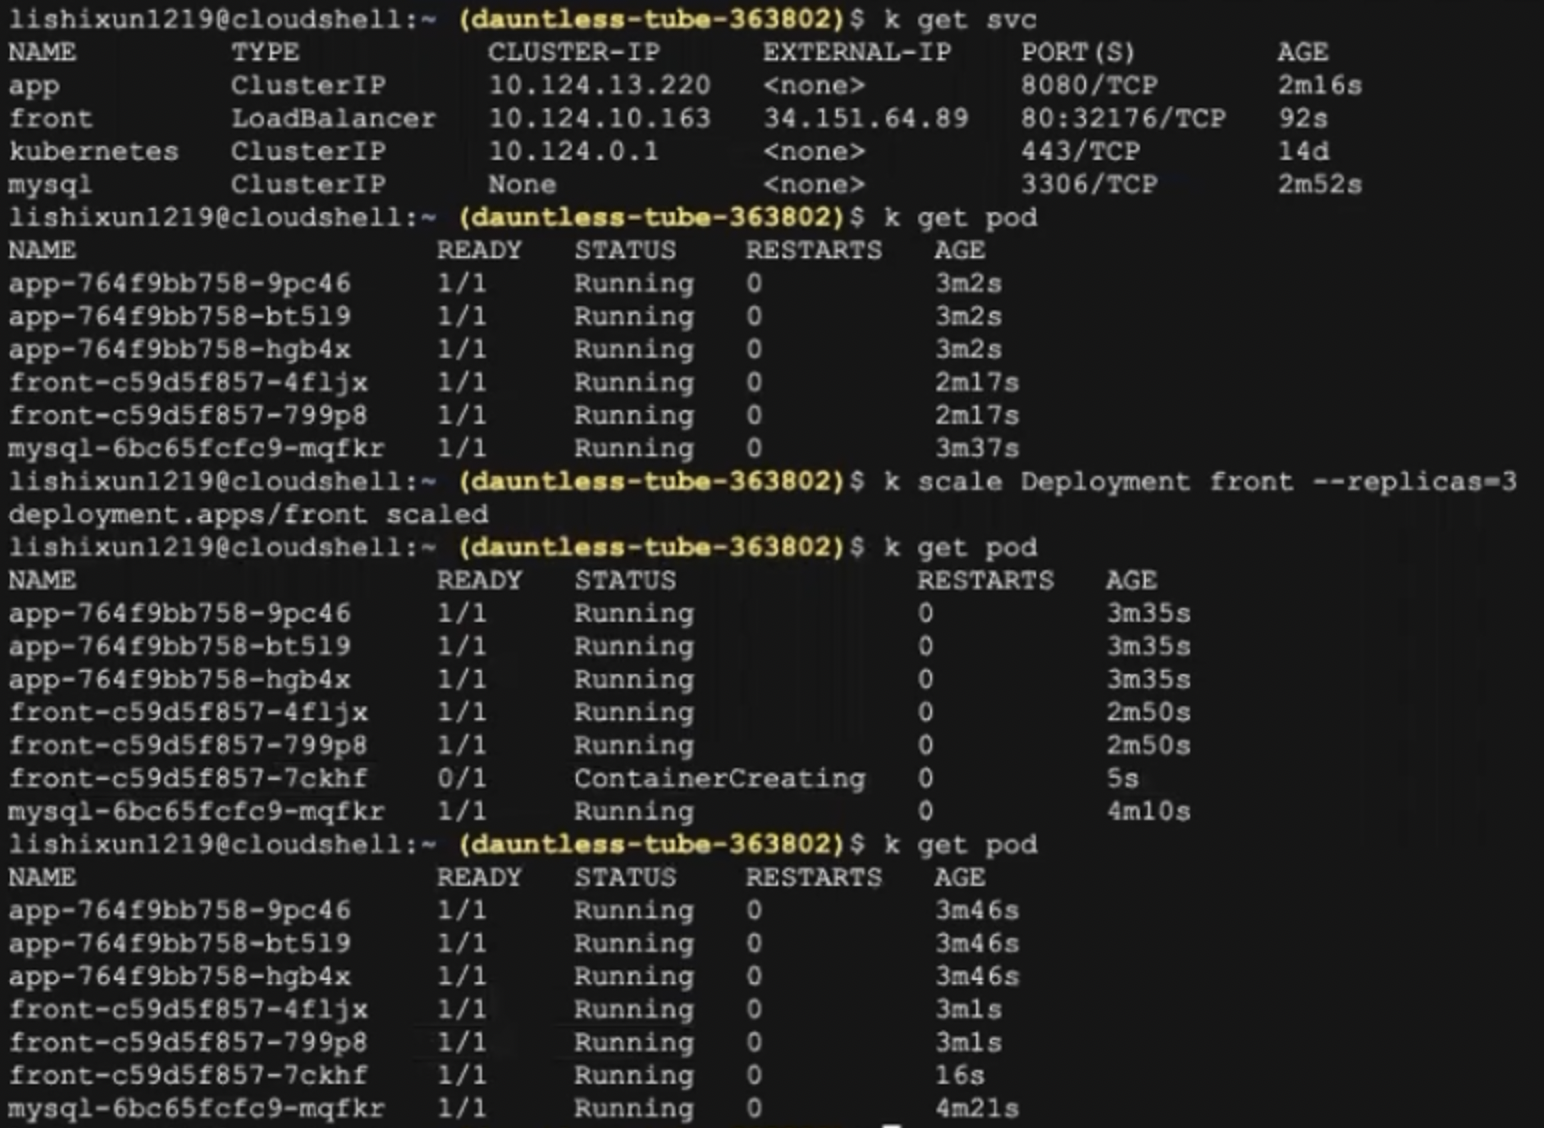 lishixun1219@cloudshell:~ (dauntless-tube-363802)$ k get svc
NAME TYPE CLUSTER-IP EXTERNAL-IP PORT(S) AGE
app ClusterIP 10.124.13.220 <none> 8080/TCP 2m16s
front LoadBalancer 10.124.10.163 34.151.64.89 80:32176/TCP 92s
kubernetes ClusterIP 10.124.0.1 <none> 443/TCP 14d
mysql ClusterIP None <none> 3306/TCP 2m52s
lishixun1219@cloudshell:~ (dauntless-tube-363802)$ k get pod
NAME READY STATUS RESTARTS AGE
app-764f9bb758-9pc46 1/1 Running 0 3m2s
app-764f9bb758-bt5l9 1/1 Running 0 3m2s
app-764f9bb758-hgb4x 1/1 Running 0 3m2s
front-c59d5f857-4fljx 1/1 Running 0 2m17s
front-c59d5f857-799p8 1/1 Running 0 2m17s
mysql-6bc65fcfc9-mqfkr 1/1 Running 0 3m37s
lishixun1219@cloudshell:~ (dauntless-tube-363802)$ k scale Deployment front --replicas=3
deployment.apps/front scaled
lishixun1219@cloudshell:~ (dauntless-tube-363802)$ k get pod
NAME READY STATUS RESTARTS AGE
app-764f9bb758-9pc46 1/1 Running 0 3m35s
app-764f9bb758-bt5l9 1/1 Running 0 3m35s
app-764f9bb758-hgb4x 1/1 Running 0 3m35s
front-c59d5f857-4fljx 1/1 Running 0 2m50s
front-c59d5f857-799p8 1/1 Running 0 2m50s
front-c59d5f857-7ckhf 0/1 ContainerCreating 0 5s
mysql-6bc65fcfc9-mqfkr 1/1 Running 0 4m10s
lishixun1219@cloudshell:~ (dauntless-tube-363802)$ k get pod
NAME READY STATUS RESTARTS AGE
app-764f9bb758-9pc46 1/1 Running 0 3m46s
app-764f9bb758-bt5l9 1/1 Running 0 3m46s
app-764f9bb758-hgb4x 1/1 Running 0 3m46s
front-c59d5f857-4fljx 1/1 Running 0 3m1s
front-c59d5f857-799p8 1/1 Running 0 3m1s
front-c59d5f857-7ckhf 1/1 Running 0 16s
mysql-6bc65fcfc9-mqfkr 1/1 Running 0 4m21s